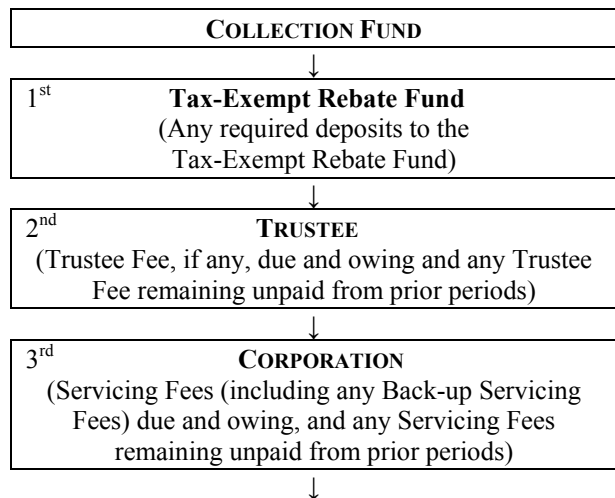 COLLECTION FUND
↓
1st Tax-Exempt Rebate Fund
(Any required deposits to the
Tax-Exempt Rebate Fund)
↓
2nd TRUSTEE
(Trustee Fee, if any, due and owing and any Trustee
Fee remaining unpaid from prior periods)
↓
3rd CORPORATION
(Servicing Fees (including any Back-up Servicing
Fees) due and owing, and any Servicing Fees
remaining unpaid from prior periods)
↓